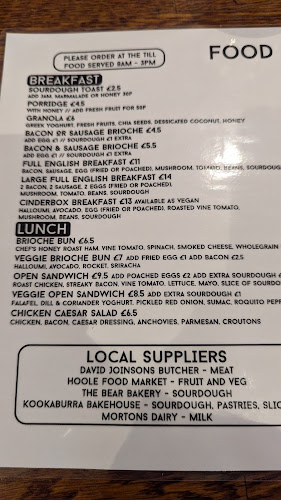 PLEASE ORDER AT THE TILL
FOOD SERVED 8AM - 3PM
FOOD
BREAKFAST
SOURDOUGH TOAST £2.5
ADD JAM, MARMALADE OR HONEY 50P
PORRIDGE £4.5
WITH HONEY // ADD FRESH FRUIT FOR 50P
GRANOLA £6
GREEK YOGHURT, FRESH FRUITS, CHIA SEEDS, DESSICATED COCONUT, HONEY
BACON OR SAUSAGE BRIOCHE £4.5
ADD EGG £1 // SOURDOUGH £1 EXTRA
BACON & SAUSAGE BRIOCHE £5.5
ADD EGG £1 // SOURDOUGH £1 EXTRA
FULL ENGLISH BREAKFAST £11
BACON, SAUSAGE, EGG (FRIED OR POACHED), MUSHROOM, TOMATO, BEANS, SOURDOUGH
LARGE FULL ENGLISH BREAKFAST £14
2 BACON, 2 SAUSAGE, 2 EGGS (FRIED OR POACHED),
MUSHROOM, TOMATO, BEANS, SOURDOUGH
CINDERBOX BREAKFAST £13 AVAILABLE AS VEGAN
HALLOUMI, AVOCADO, EGG (FRIED OR POACHED), ROASTED VINE TOMATO,
MUSHROOM, BEANS, SOURDOUGH
LUNCH
BRIOCHE BUN £6.5
CHEF'S HONEY ROAST HAM, VINE TOMATO, SPINACH, SMOKED CHEESE, WHOLEGRAIN
VEGGIE BRIOCHE BUN £7 ADD FRIED EGG £1 ADD BACON £2.5
HALLOUMI, AVOCADO, ROCKET, SRIRACHA
OPEN SANDWICH £9.5 ADD POACHED EGGS £2 ADD EXTRA SOURDOUGH
ROAST CHICKEN, STREAKY BACON, VINE TOMATO, LETTUCE, MAYO, SLICE OF SOURDOUGH
VEGGIE OPEN SANDWICH £8.5 ADD EXTRA SOURDOUGH £1
FALAFEL, DILL & CORIANDER YOGHURT, PICKLED RED ONION, SUMAC, ROQUITO PEPP
CHICKEN CAESAR SALAD £6.5
CHICKEN, BACON, CAESAR DRESSING, ANCHOVIES, PARMESAN, CROUTONS
LOCAL SUPPLIERS
DAVID JOINSONS BUTCHER - MEAT
HOOLE FOOD MARKET - FRUIT AND VEG
THE BEAR BAKERY - SOURDOUGH
KOOKABURRA BAKEHOUSE - SOURDOUGH, PASTRIES, SLIC
MORTONS DAIRY - MILK